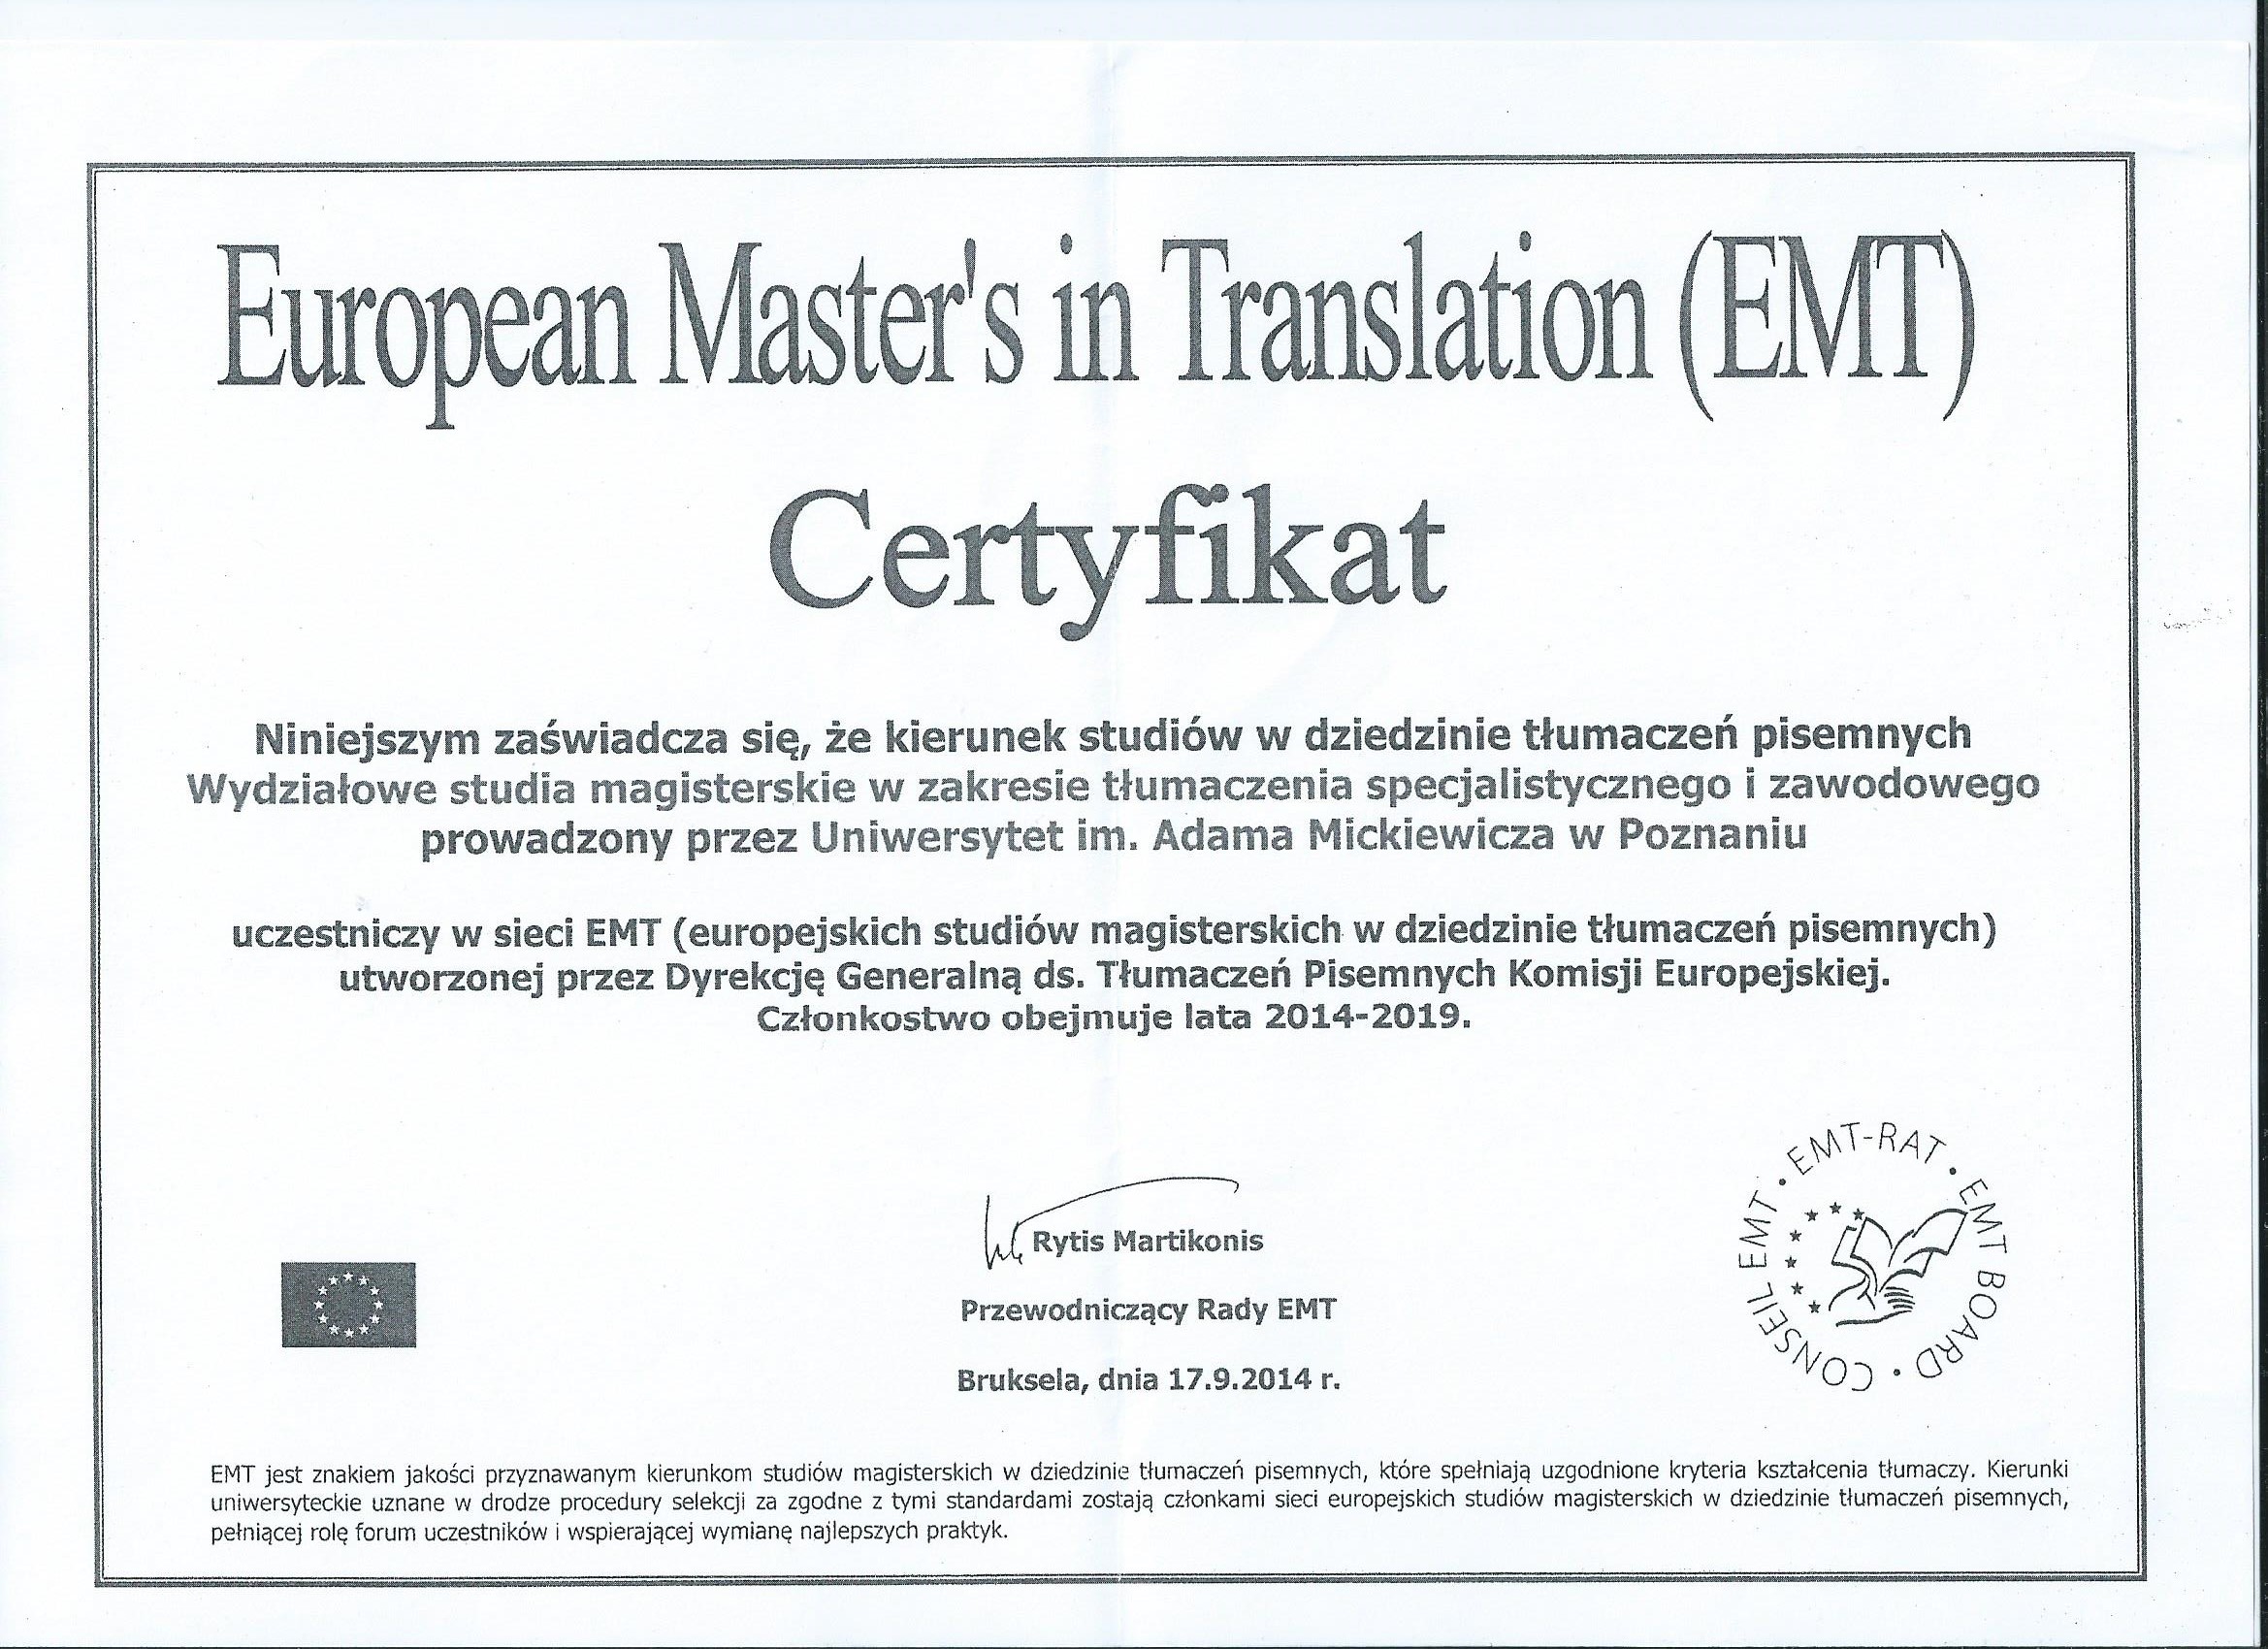 European Master's in Translation (EMT)
Certyfikat
Niniejszym zaświadcza się, że kierunek studiów w dziedzinie tłumaczeń pisemnych
Wydziałowe studia magisterskie w zakresie tłumaczenia specjalistycznego i zawodowego
prowadzony przez Uniwersytet im. Adama Mickiewicza w Poznaniu
uczestniczy w sieci EMT (europejskich studiów magisterskich w dziedzinie tłumaczeń pisemnych)
utworzonej przez Dyrekcję Generalną ds. Tłumaczeń Pisemnych Komisji Europejskiej.
Członkostwo obejmuje lata 2014-2019.
Rytis Martikonis
Przewodniczący Rady EMT
Bruksela, dnia 17.9.2014 r.
CONSEIL EMT • EMT-RAT • EMT BOARD •
EMT jest znakiem jakości przyznawanym kierunkom studiów magisterskich w dziedzinie tłumaczeń pisemnych, które spełniają uzgodnione kryteria kształcenia tłumaczy. Kierunki
uniwersyteckie uznane w drodze procedury selekcji za zgodne z tymi standardami zostają członkami sieci europejskich studiów magisterskich w dziedzinie tłumaczeń pisemnych,
pełniącej rolę forum uczestników i wspierającej wymianę najlepszych praktyk.